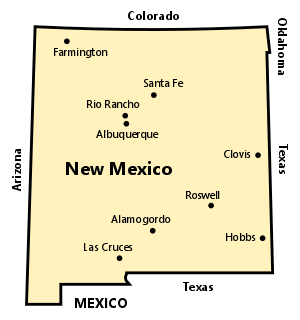 Colorado
Oklahoma
Farmington
Santa Fe
Rio Rancho
Albuquerque
Arizona
Clovis
Texas
New Mexico
Roswell
Alamogordo
Hobbs
Las Cruces
Texas
MEXICO